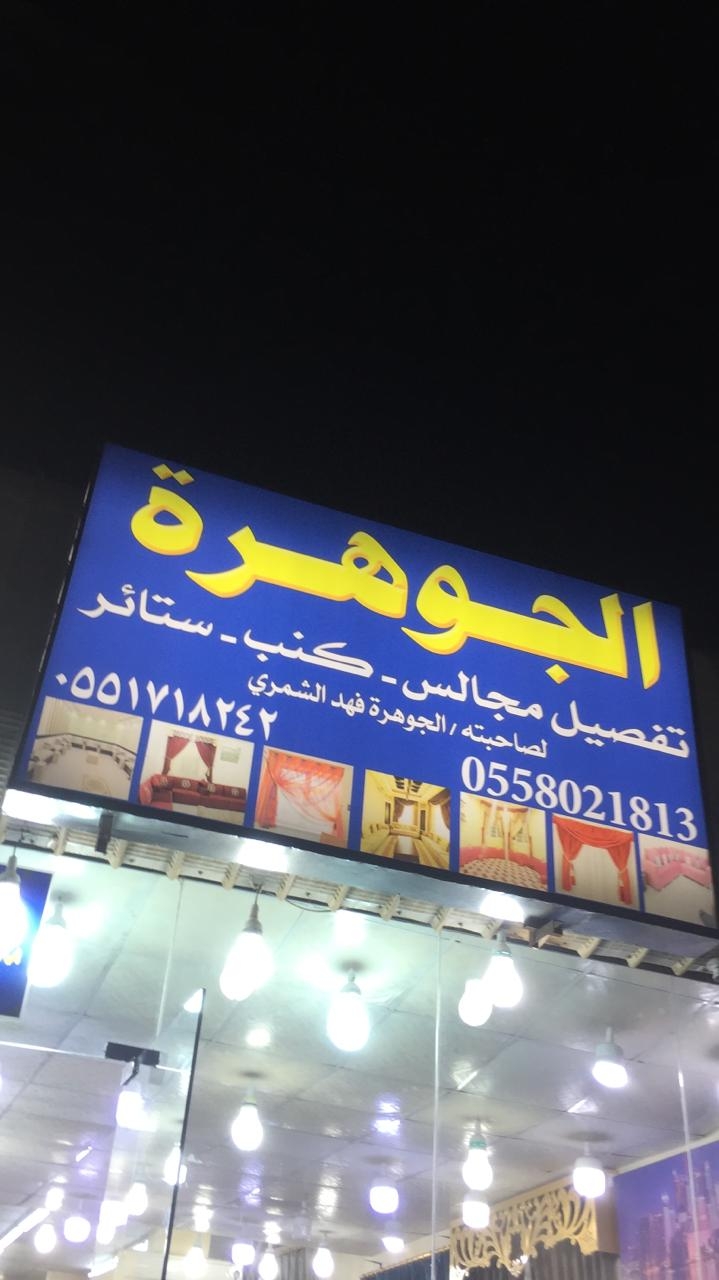 الجوهرة
تفصيل مجالس - كنب - ستائر
لصاحبته / الجوهرة فهد الشمري
٠٥٥١٧١٨٢٤٢
0558021813